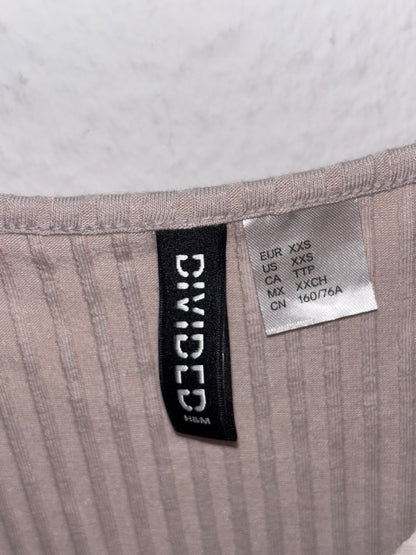 DIVIDED
H&M
EUR XXS
US XXS
CA TTP
MX XXCH
CN 160/76A